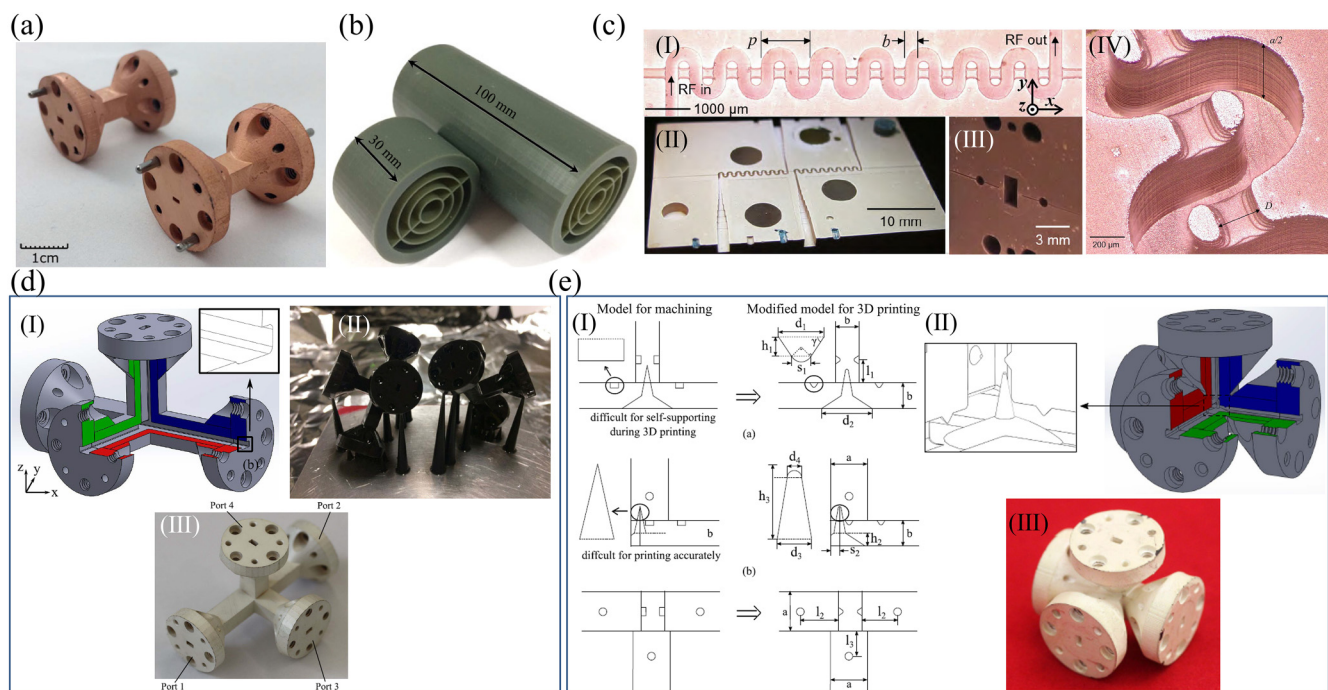 (a)
1cm
(b)
100 mm
30 mm
(c)
(I)
p
b
RF out
RF in
1000 μm
y
z
x
(II)
10 mm
(III)
3 mm
(IV)
a/2
D
200 μm
(d)
(I)
(b)
z
y
x
(II)
(III)
Port 4
Port 2
Port 1
Port 3
(e)
Model for machining
Modified model for 3D printing
(I)
d₁
b
h₁
γ
s₁
l₁
b
difficult for self-supporting
during 3D printing
d₂
(a)
d₄
a
h₃
b
b
h₂
diffcult for printing accurately
d₃
s₂
(b)
a
l₂
l₂
l₃
a
(II)
(III)